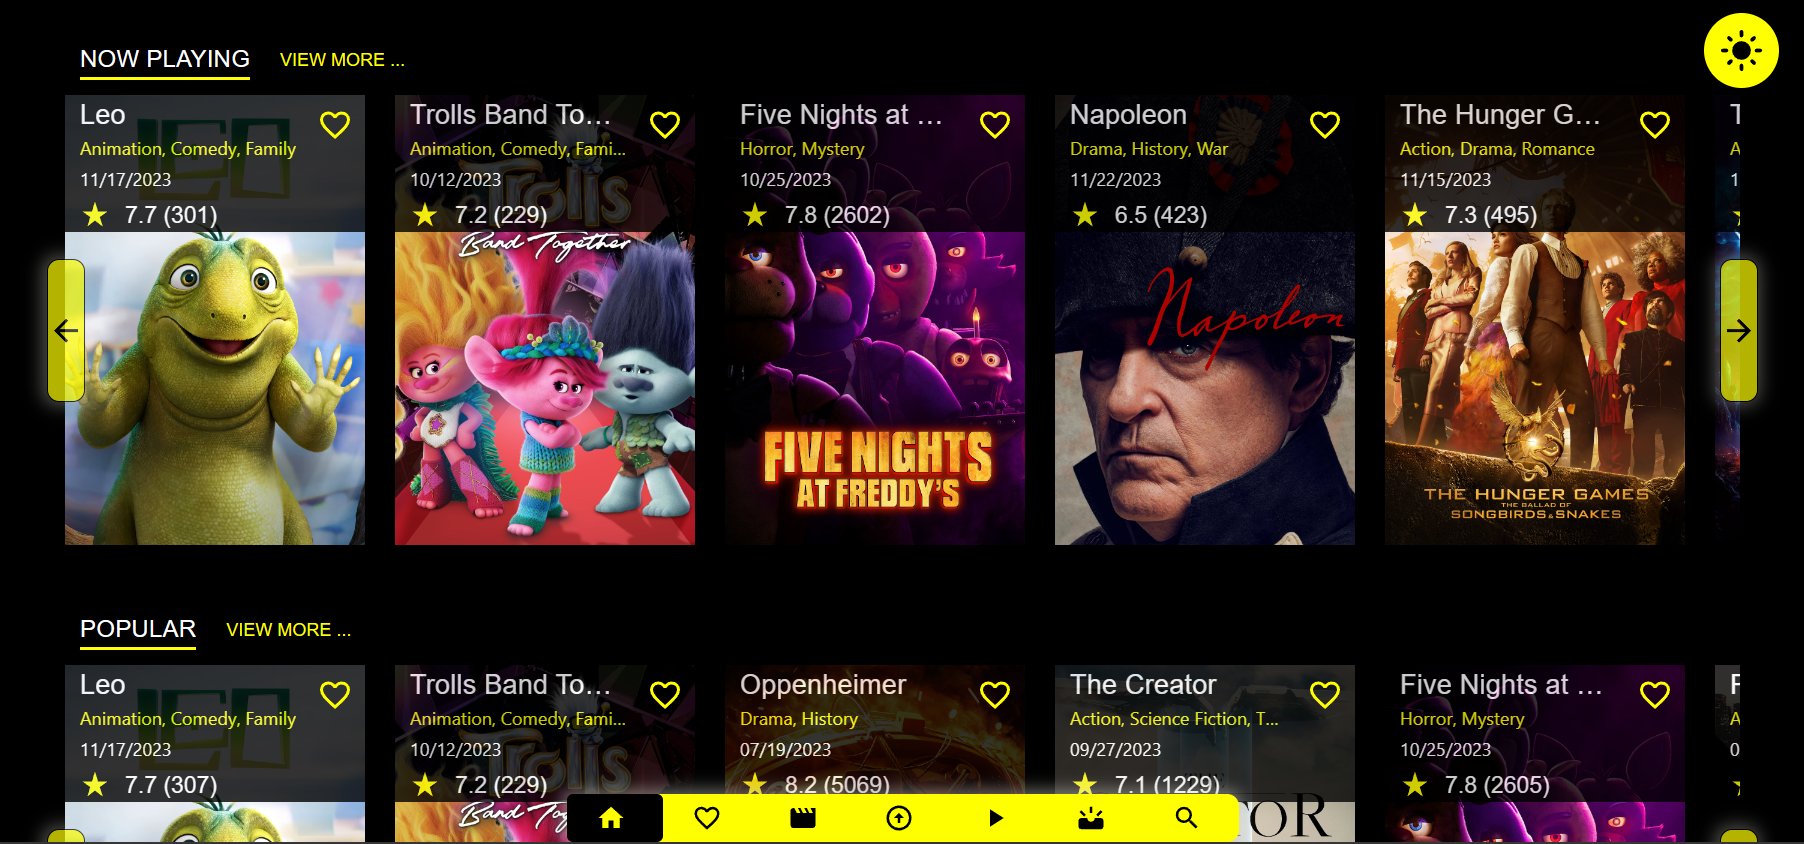 NOW PLAYING
VIEW MORE ...
Leo
Animation, Comedy, Family
11/17/2023
7.7 (301)
Trolls Band To...
Animation, Comedy, Fami...
10/12/2023
7.2 (229)
Trolls
Band Together
Five Nights at ...
Horror, Mystery
10/25/2023
7.8 (2602)
FIVE NIGHTS
AT FREDDY'S
Napoleon
Drama, History, War
11/22/2023
6.5 (423)
Napoleon
The Hunger G...
Action, Drama, Romance
11/15/2023
7.3 (495)
THE HUNGER GAMES
THE BALLAD OF
SONGBIRDS & SNAKES
POPULAR
VIEW MORE ...
Leo
Animation, Comedy, Family
11/17/2023
7.7 (307)
Trolls Band To...
Animation, Comedy, Fami...
10/12/2023
7.2 (229)
Trolls
Oppenheimer
Drama, History
07/19/2023
8.2 (5069)
The Creator
Action, Science Fiction, T...
09/27/2023
7.1 (1229)
Five Nights at ...
Horror, Mystery
10/25/2023
7.8 (2605)